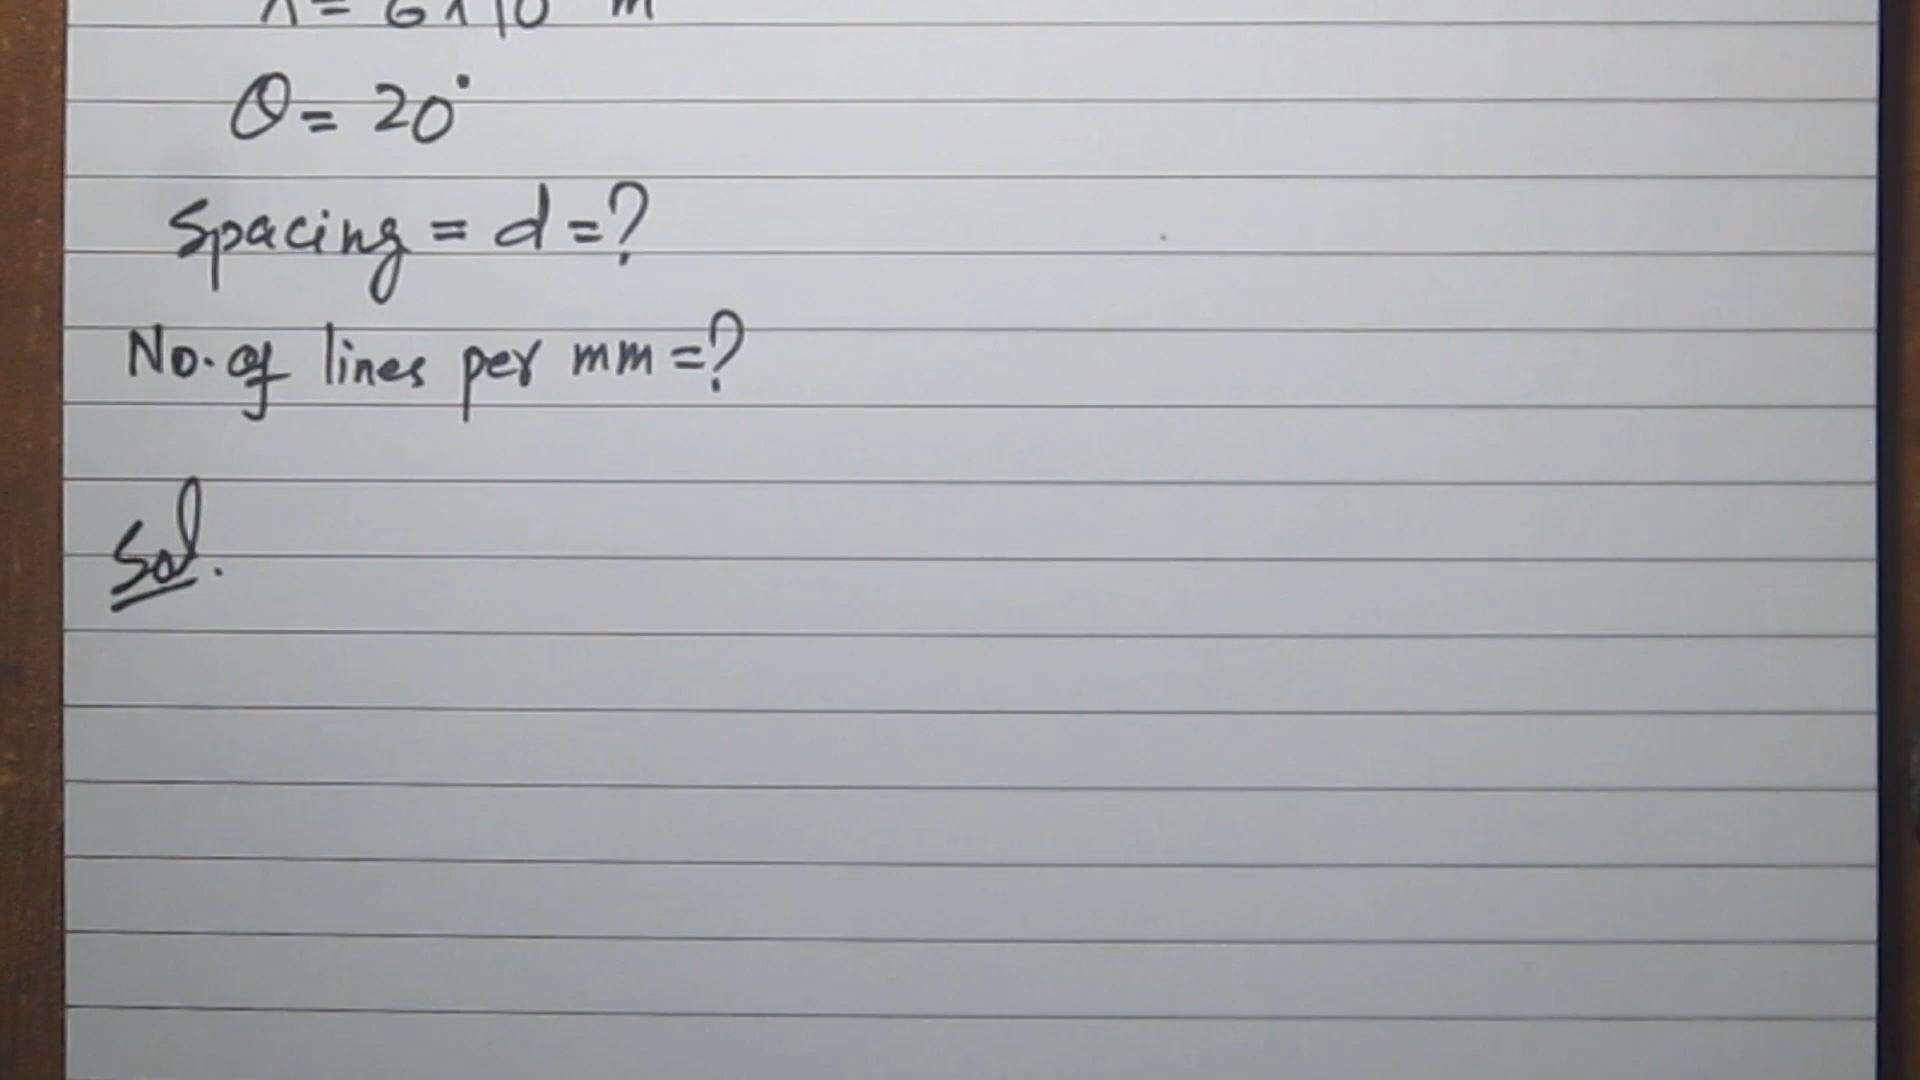 θ = 20°
Spacing = d = ?
No. of lines per mm = ?
Sol.